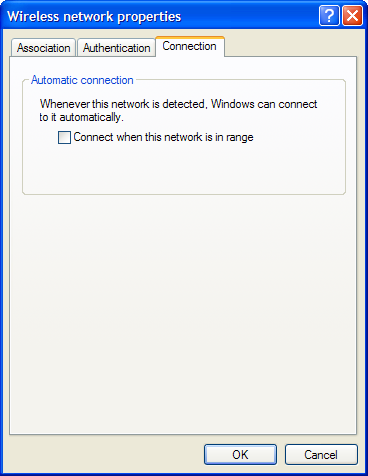 Wireless network properties
Association Authentication Connection
Automatic connection
Whenever this network is detected, Windows can connect
to it automatically.
Connect when this network is in range
OK Cancel